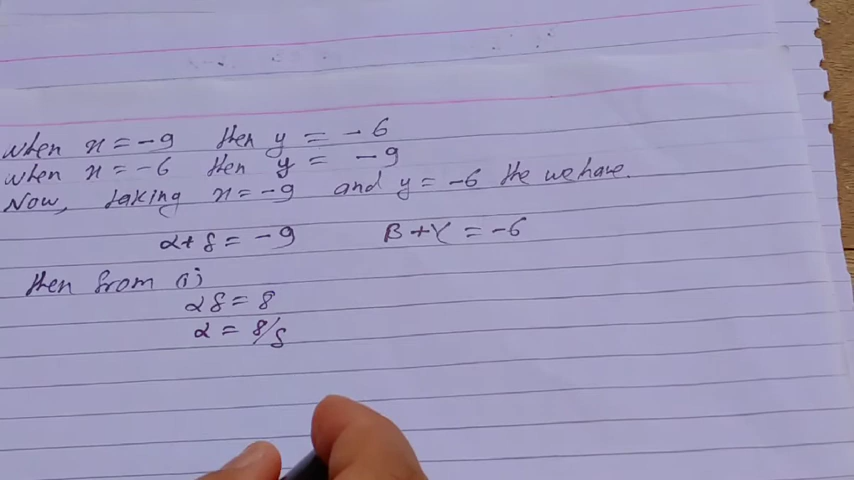 when x = -9 then y = -6
when x = -6 then y = -9
Now, taking x = -9 and y = -6 the we have.
α + δ = -9 β + γ = -6
then from (i)
αδ = 8
α = 8/δ